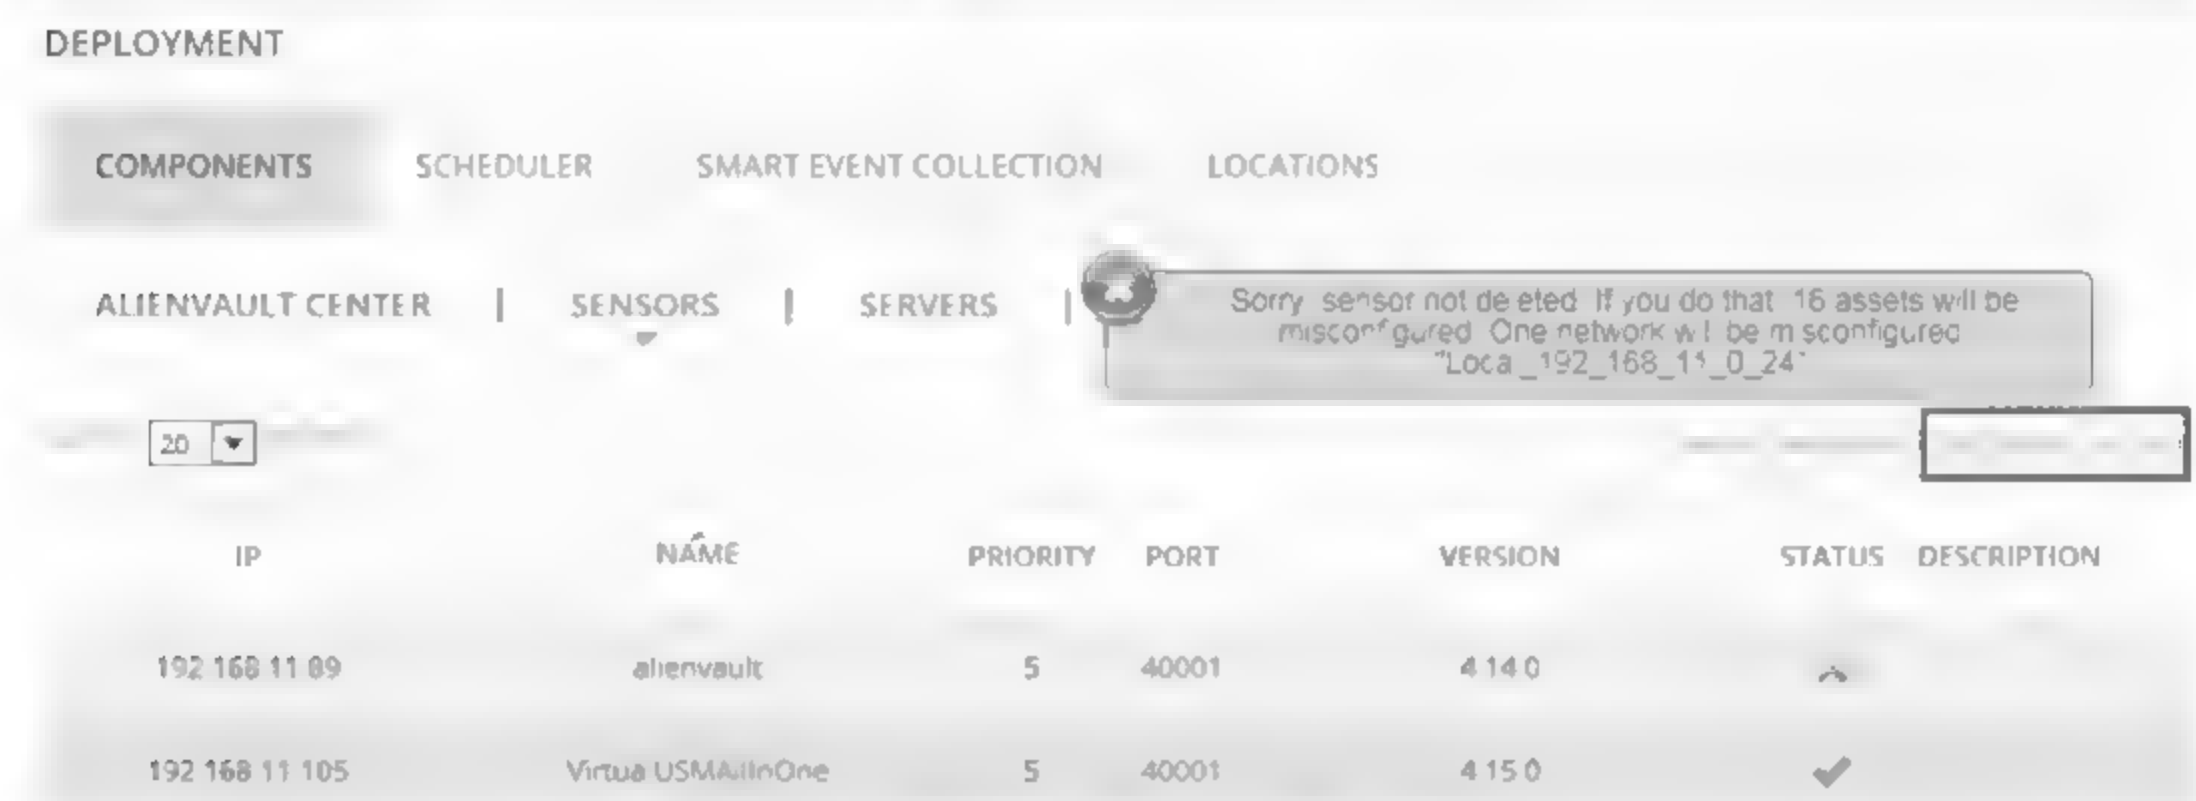 DEPLOYMENT
COMPONENTS SCHEDULER SMART EVENT COLLECTION LOCATIONS
ALIENVAULT CENTER | SENSORS | SERVERS |
Sorry sensor not deleted If you do that 16 assets will be
misconfigured One network will be misconfigured
"Local_192_168_11_0_24"
20
IP NAME PRIORITY PORT VERSION STATUS DESCRIPTION
192 168 11 89 alienvault 5 40001 4 14 0
192 168 11 105 VirtualUSMAllInOne 5 40001 4 15 0